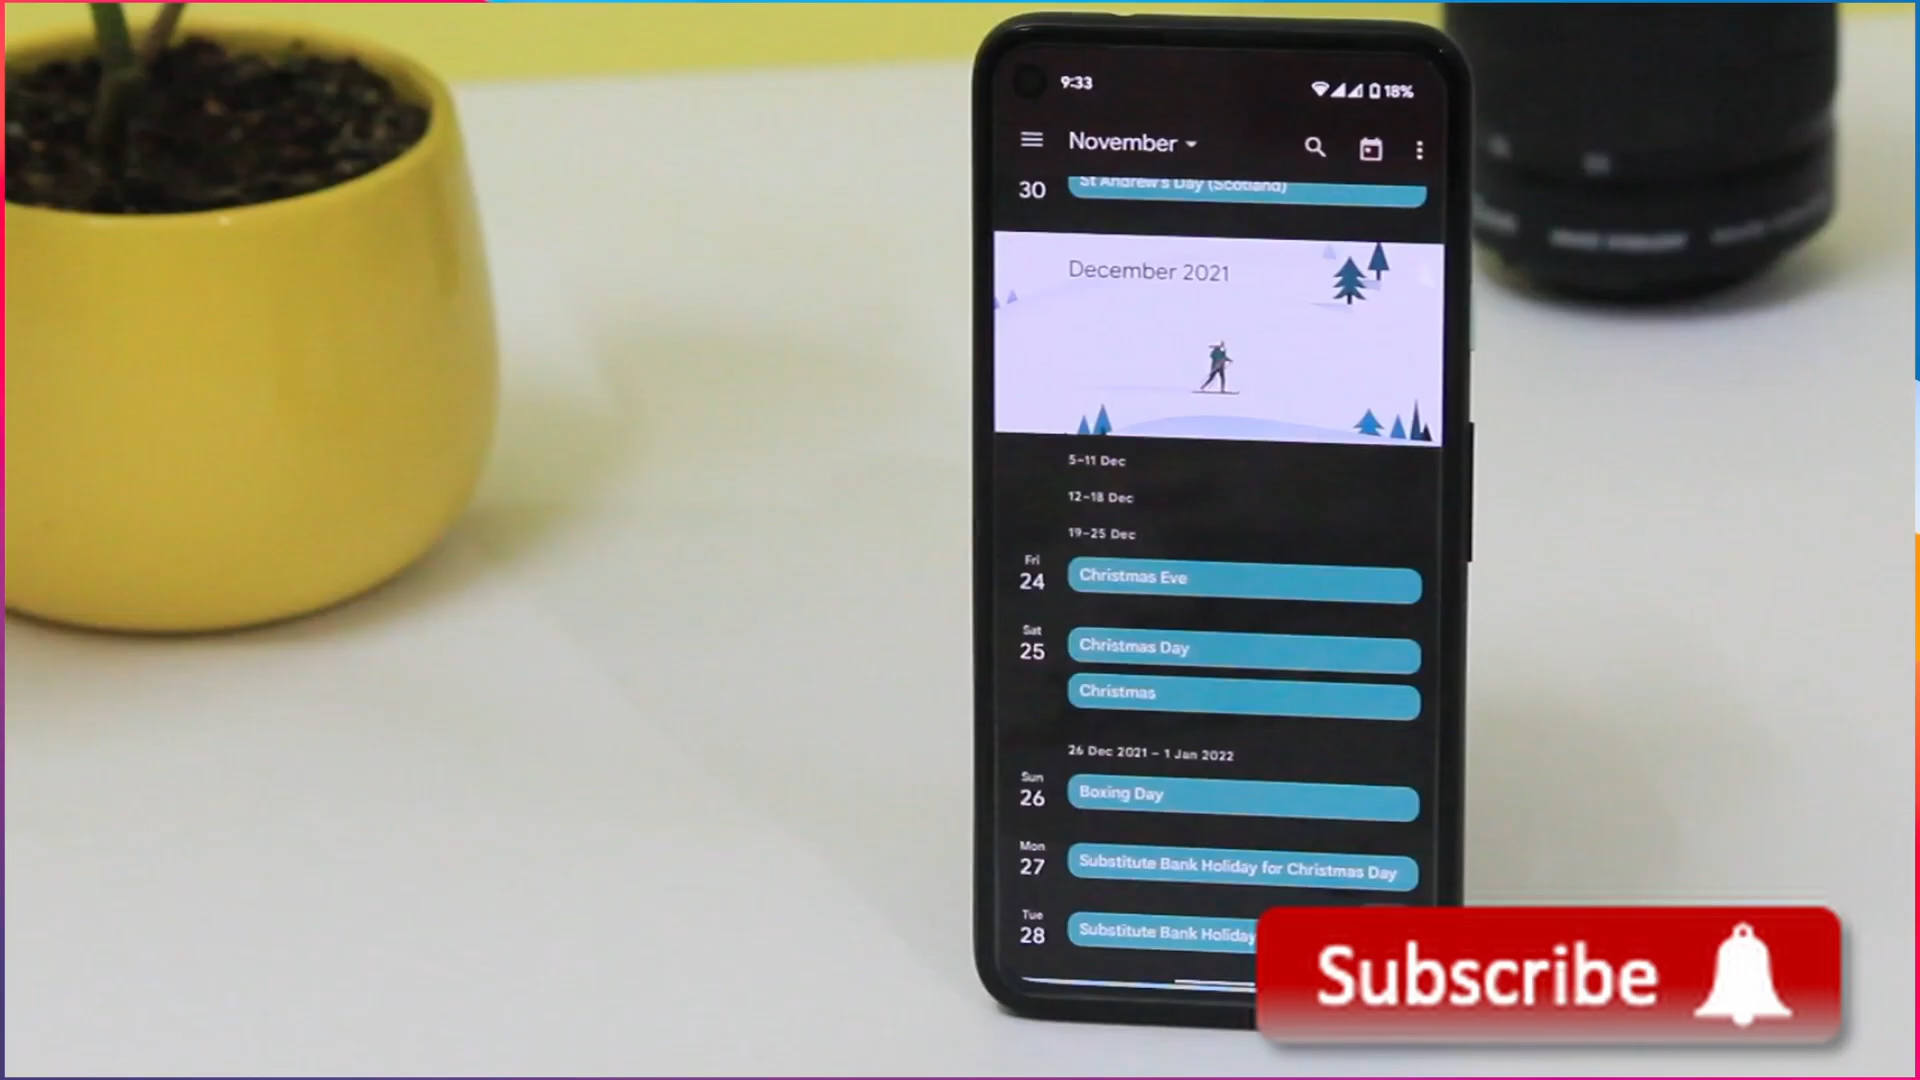 9:33
18%
November
30
St Andrew's Day (Scotland)
December 2021
5–11 Dec
12–18 Dec
19–25 Dec
Fri
24
Christmas Eve
Sat
25
Christmas Day
Christmas
26 Dec 2021 – 1 Jan 2022
Sun
26
Boxing Day
Mon
27
Substitute Bank Holiday for Christmas Day
Tue
28
Substitute Bank Holiday
Subscribe